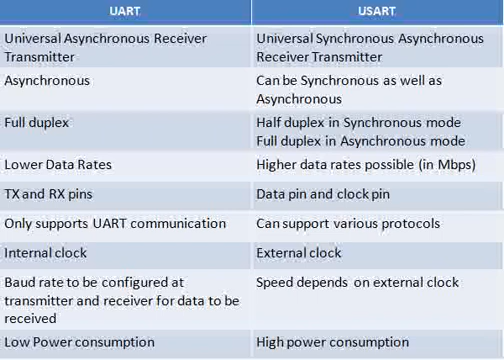 UART USART
Universal Asynchronous Receiver Universal Synchronous Asynchronous
Transmitter Receiver Transmitter
Asynchronous Can be Synchronous as well as
Asynchronous
Full duplex Half duplex in Synchronous mode
Full duplex in Asynchronous mode
Lower Data Rates Higher data rates possible (in Mbps)
TX and RX pins Data pin and clock pin
Only supports UART communication Can support various protocols
Internal clock External clock
Baud rate to be configured at Speed depends on external clock
transmitter and receiver for data to be
received
Low Power consumption High power consumption